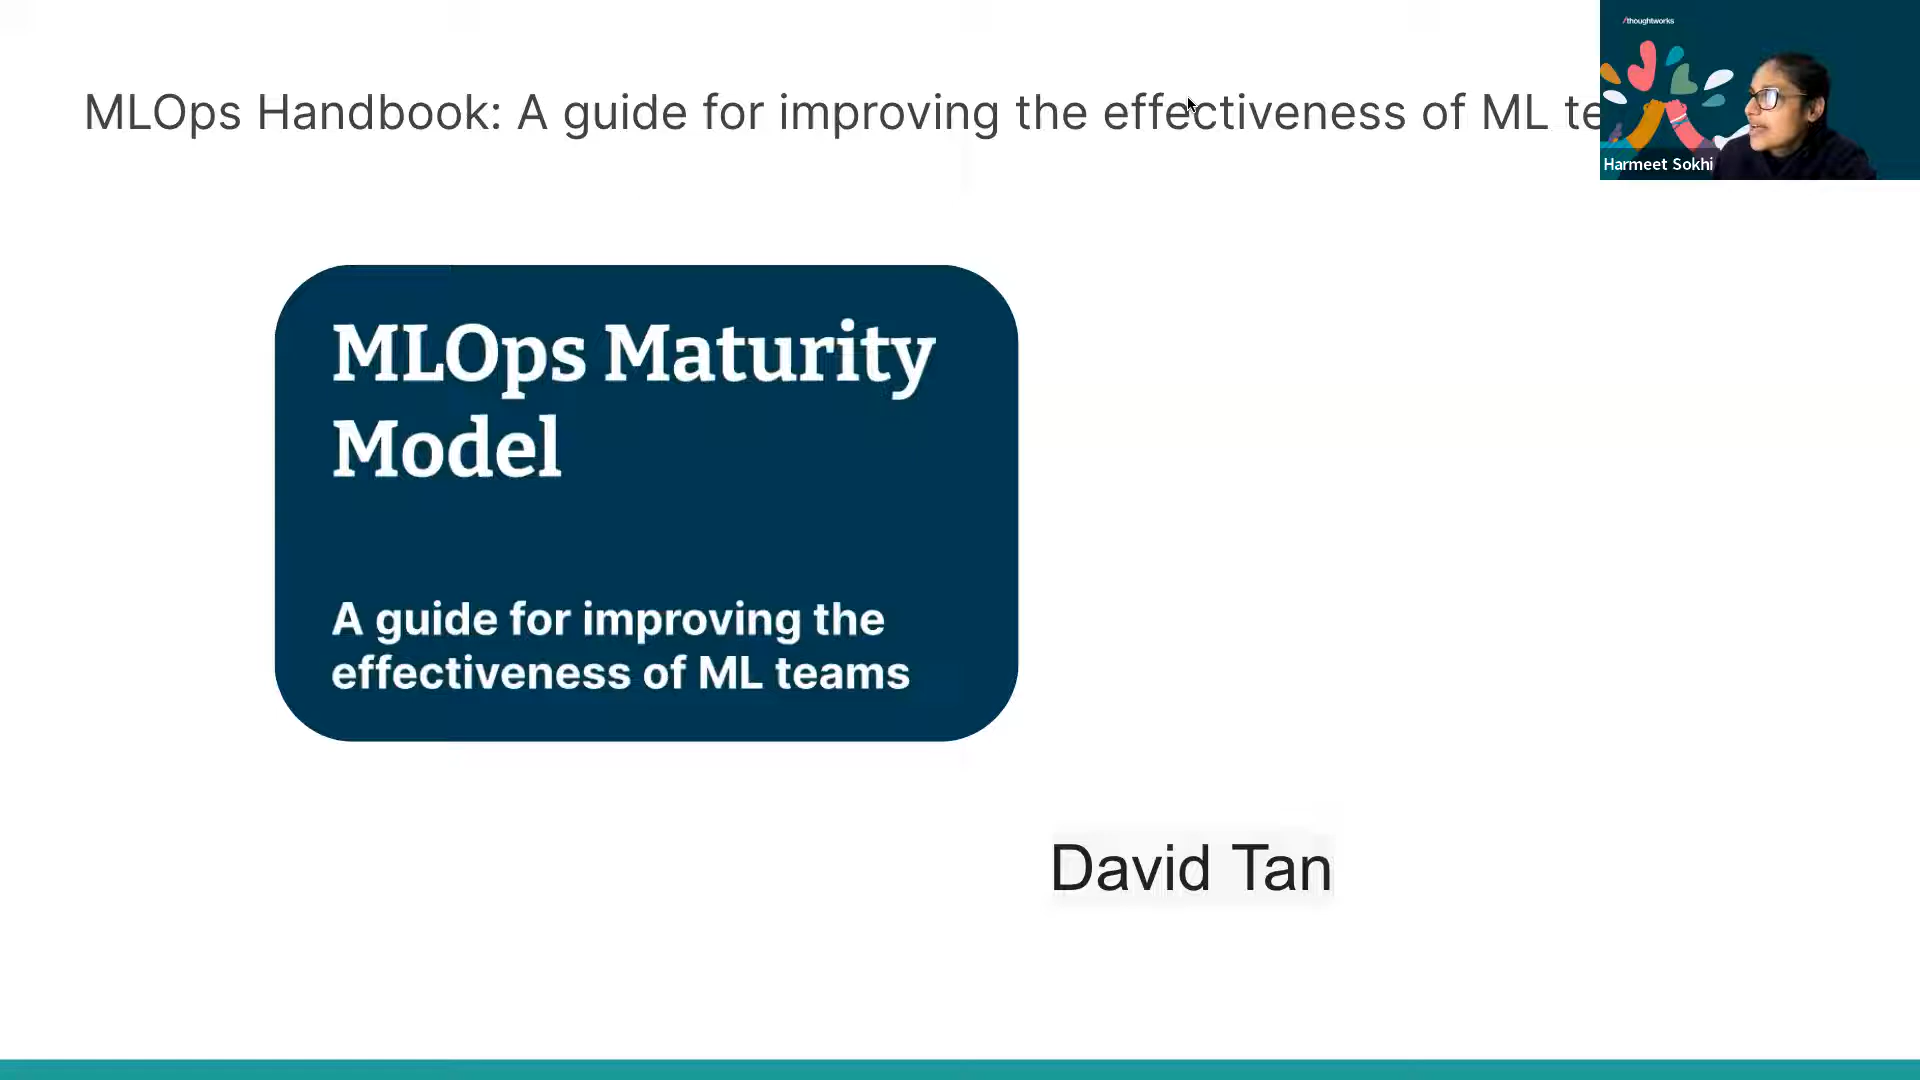 MLOps Handbook: A guide for improving the effectiveness of ML te
/thoughtworks
Harmeet Sokhi
MLOps Maturity
Model
A guide for improving the
effectiveness of ML teams
David Tan